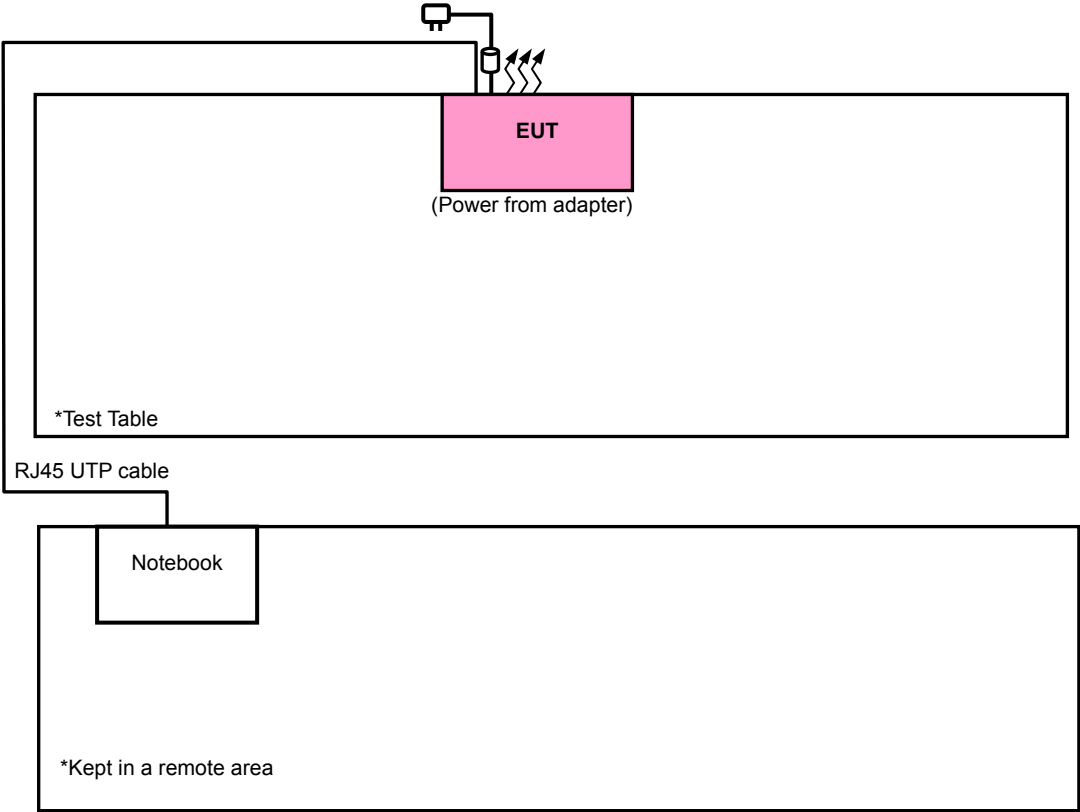 EUT
(Power from adapter)
*Test Table
RJ45 UTP cable
Notebook
*Kept in a remote area